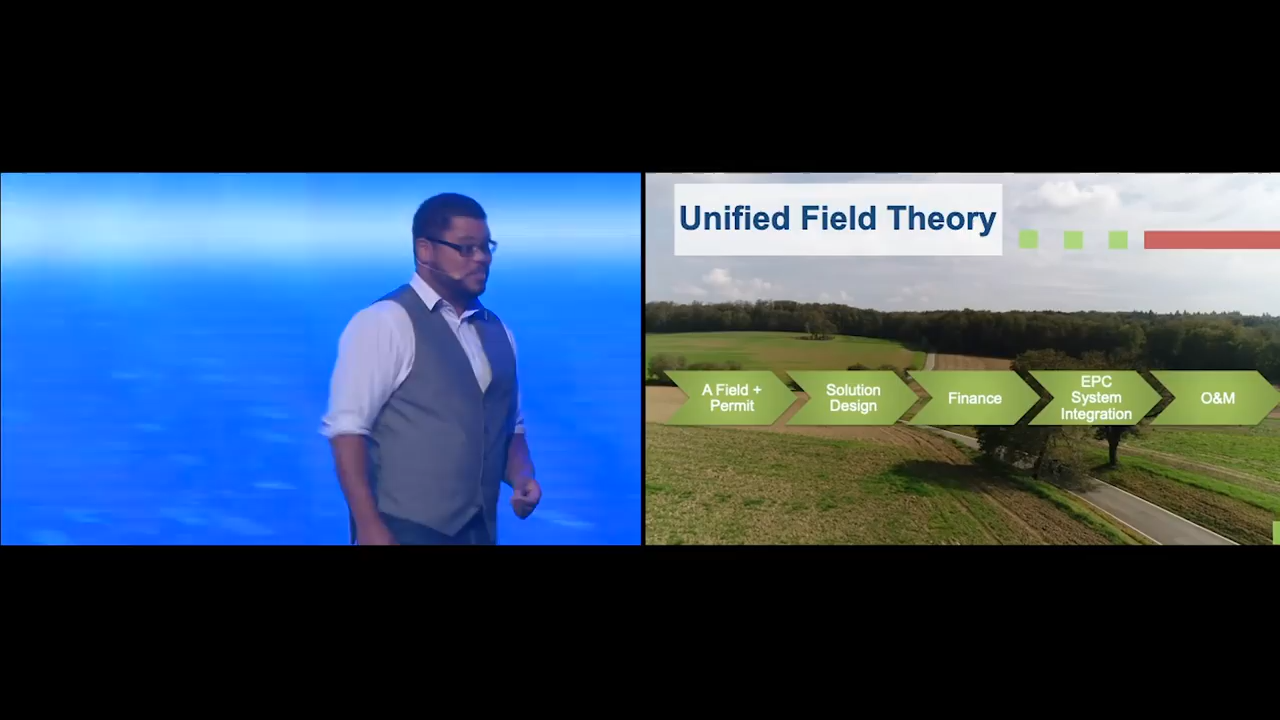 Unified Field Theory
A Field +
Permit
Solution
Design
Finance
EPC
System
Integration
O&M